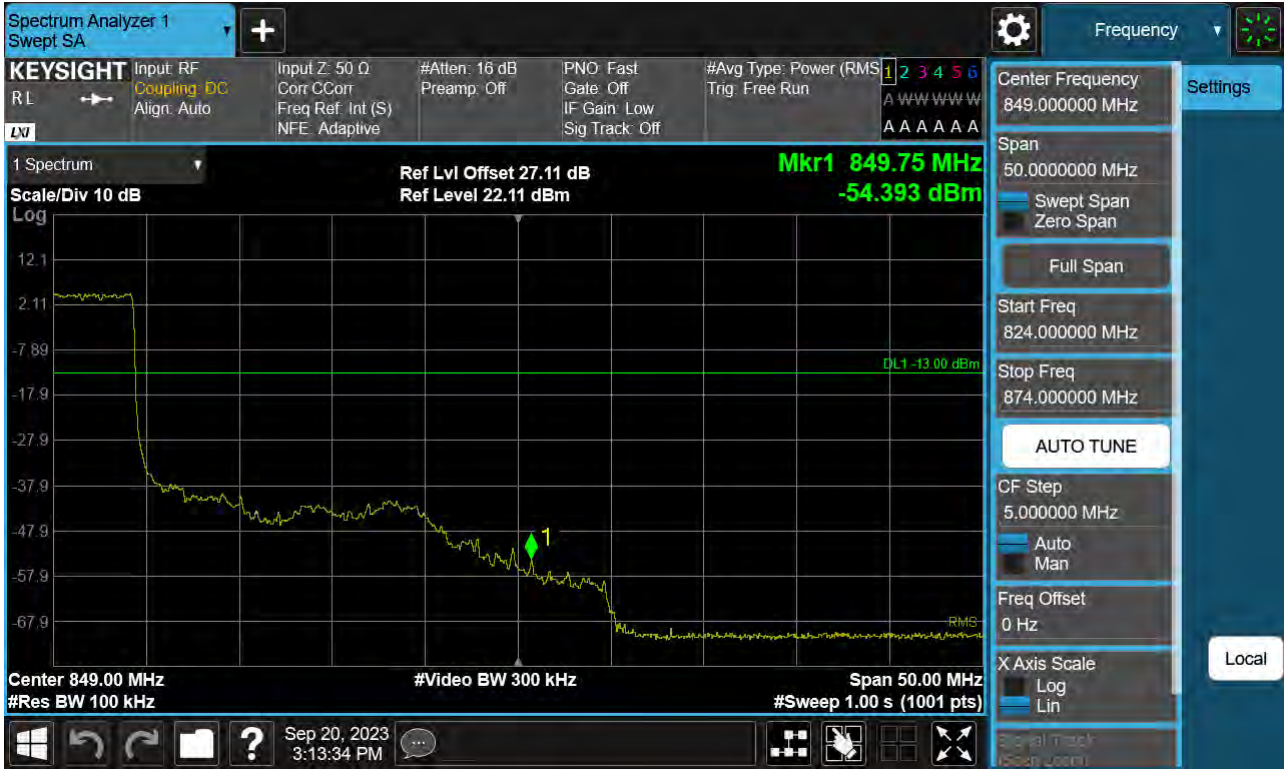 Spectrum Analyzer 1
Swept SA
Frequency
KEYSIGHT
R L
LXI
Input: RF
Coupling: DC
Align: Auto
Input Z: 50 Ω
Corr CCorr
Freq Ref: Int (S)
NFE: Adaptive
#Atten: 16 dB
Preamp: Off
PNO: Fast
Gate: Off
IF Gain: Low
Sig Track: Off
#Avg Type: Power (RMS
Trig: Free Run
1 2 3 4 5 6
A W W W W W
A A A A A A
1 Spectrum
Scale/Div 10 dB
Log
Ref Lvl Offset 27.11 dB
Ref Level 22.11 dBm
Mkr1 849.75 MHz
-54.393 dBm
12.1
2.11
-7.89
-17.9
-27.9
-37.9
-47.9
-57.9
-67.9
DL1 -13.00 dBm
1
RMS
Center 849.00 MHz
#Res BW 100 kHz
#Video BW 300 kHz
Span 50.00 MHz
#Sweep 1.00 s (1001 pts)
Center Frequency
849.000000 MHz
Span
50.0000000 MHz
Swept Span
Zero Span
Full Span
Start Freq
824.000000 MHz
Stop Freq
874.000000 MHz
AUTO TUNE
CF Step
5.000000 MHz
Auto
Man
Freq Offset
0 Hz
X Axis Scale
Log
Lin
Signal Track
(Span Zoom)
Settings
Local
Sep 20, 2023
3:13:34 PM